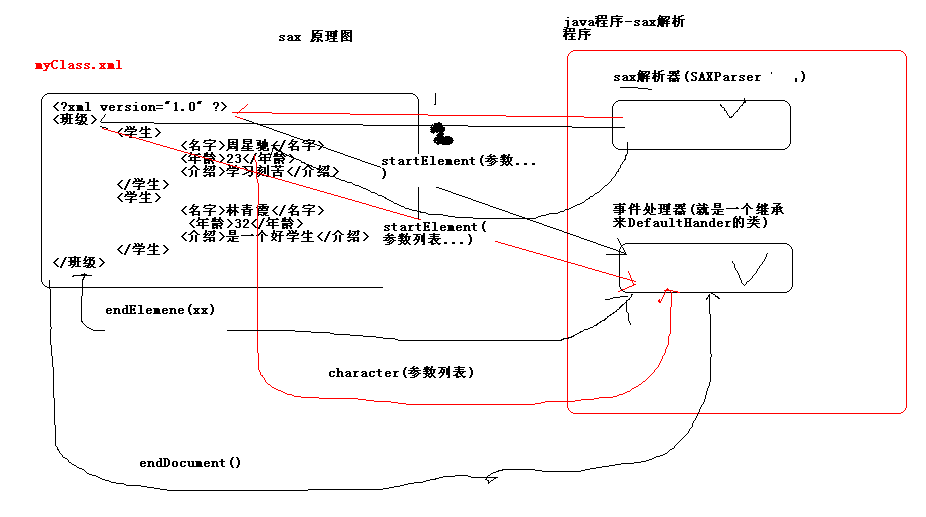 sax 原理图
java程序-sax解析
程序
myClass.xml
sax解析器(SAXParser )
<?xml version="1.0" ?>
<班级>
<学生>
<名字>周星驰</名字>
<年龄>23</年龄>
<介绍>学习刻苦</介绍>
</学生>
<学生>
<名字>林青霞</名字>
<年龄>32</年龄>
<介绍>是一个好学生</介绍>
</学生>
</班级>
startElement(参数...
)
startElement(
参数列表...)
事件处理器(就是一个继承
来DefaultHander的类)
endElemene(xx)
character(参数列表)
endDocument()